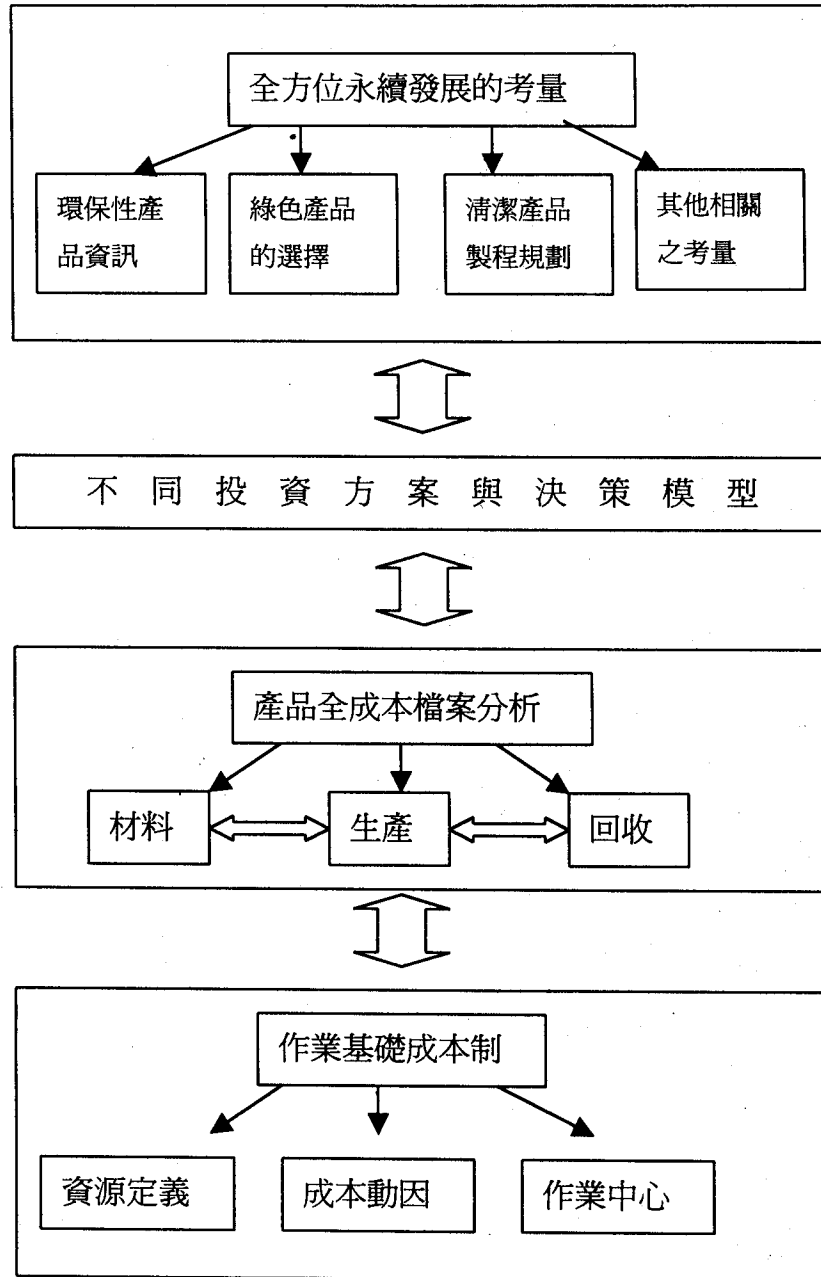 全方位永續發展的考量
環保性產
品資訊
綠色產品
的選擇
清潔產品
製程規劃
其他相關
之考量
不同投資方案與決策模型
產品全成本檔案分析
材料
生產
回收
作業基礎成本制
資源定義
成本動因
作業中心